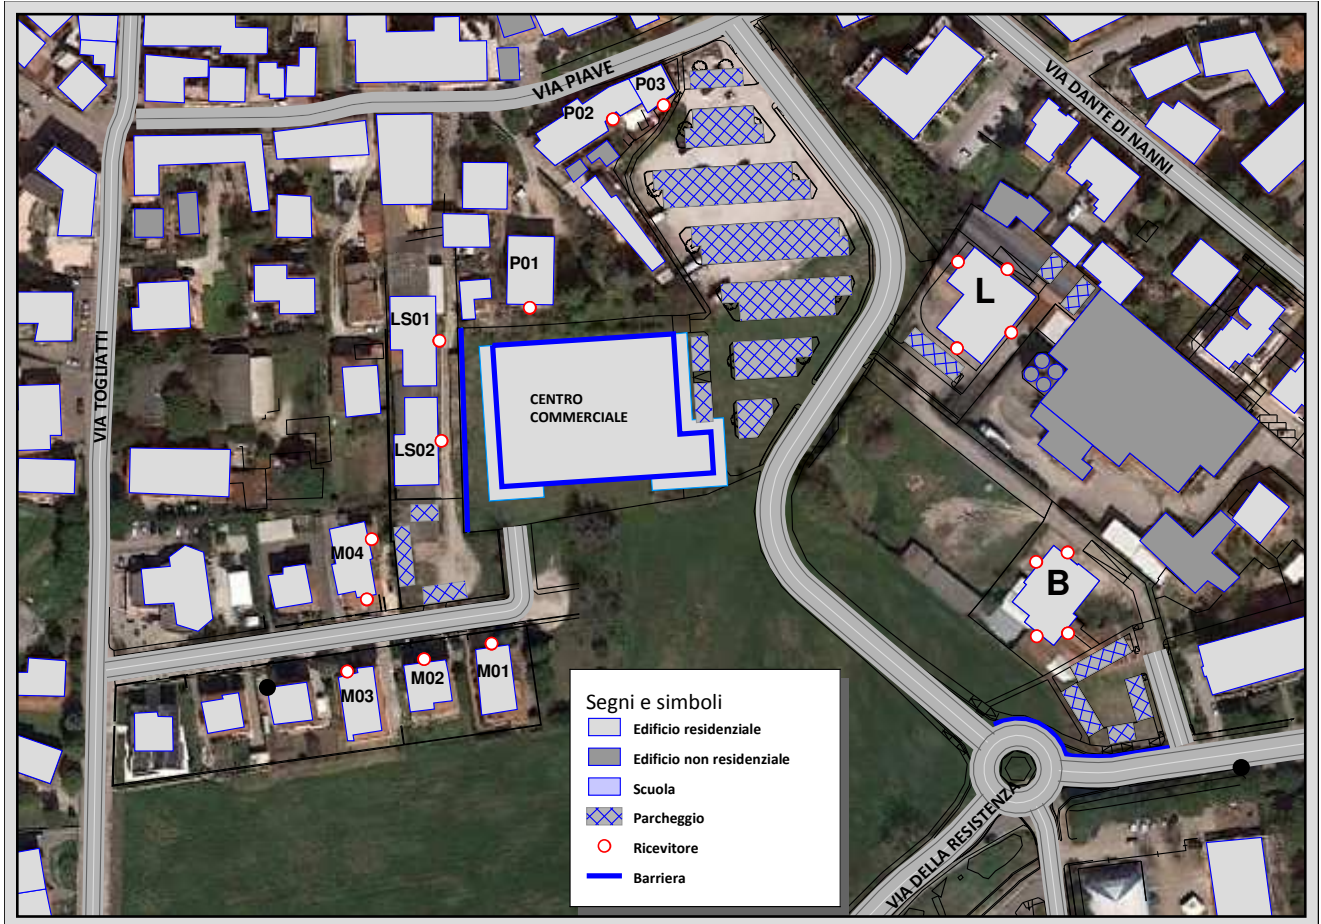 VIA PIAVE
P03
P02
VIA DANTE DI NANNI
P01
L
LS01
VIA TOGLIATTI
CENTRO
COMMERCIALE
LS02
M04
B
M01
M02
M03
Segni e simboli
Edificio residenziale
Edificio non residenziale
Scuola
Parcheggio
Ricevitore
Barriera
VIA DELLA RESISTENZA